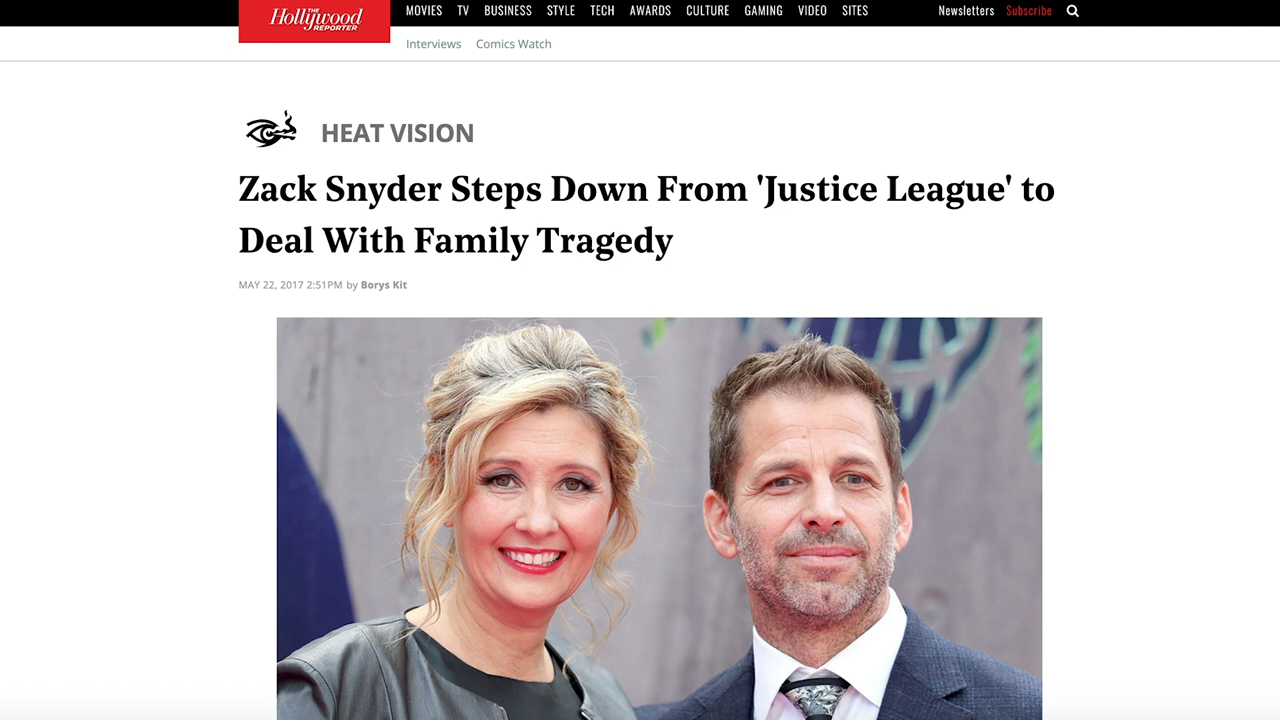 THE
Hollywood
REPORTER
MOVIES TV BUSINESS STYLE TECH AWARDS CULTURE GAMING VIDEO SITES
Newsletters Subscribe
Interviews Comics Watch
HEAT VISION
Zack Snyder Steps Down From 'Justice League' to
Deal With Family Tragedy
MAY 22, 2017 2:51PM by Borys Kit